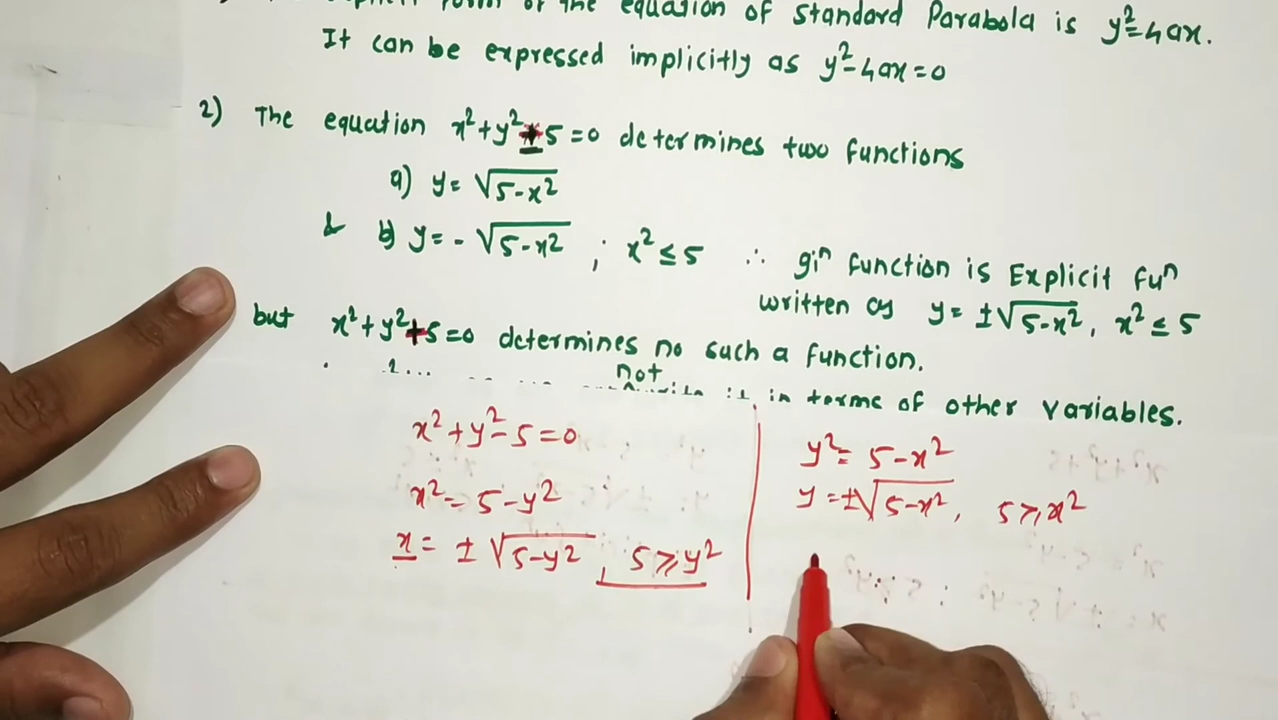 form of the equation of standard Parabola is y²=4ax.
It can be expressed implicitly as y²-4ax=0
2) The equation x²+y² 5=0 determines two functions
a) y= √5-x²
& b) y=-√5-x² ; x²≤5 ∴ giⁿ function is Explicit fuⁿ
written as y= ±√5-x², x²≤5
but x²+y²+5=0 determines no such a function.
not
it in terms of other variables.
x²+y²-5=0
x²= 5-y²
x= ± √5-y², 5⩾y²
y²= 5-x²
y=±√5-x², 5⩾x²